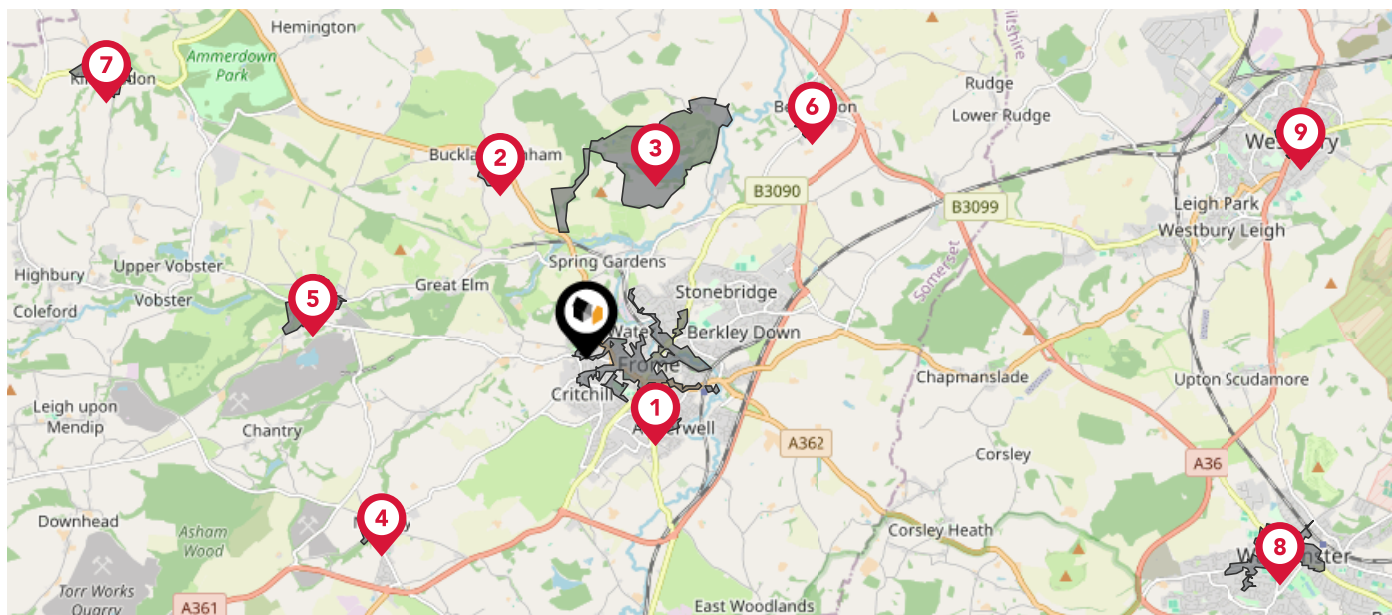 Hemington
Ammerdown
Park
7
Rudge
Lower Rudge
6
9
3
2
B3090
B3099
Leigh Park
Westbury Leigh
Somerset
Highbury
Upper Vobster
Vobster
Coleford
Great Elm
Spring Gardens
Stonebridge
5
Berkley Down
Frome
Critchill
Chapmanslade
Upton Scudamore
Leigh upon
Mendip
Chantry
1
A362
Corsley
A36
4
Downhead
Asham
Wood
Corsley Heath
8
Torr Works
Quarry
A361
East Woodlands